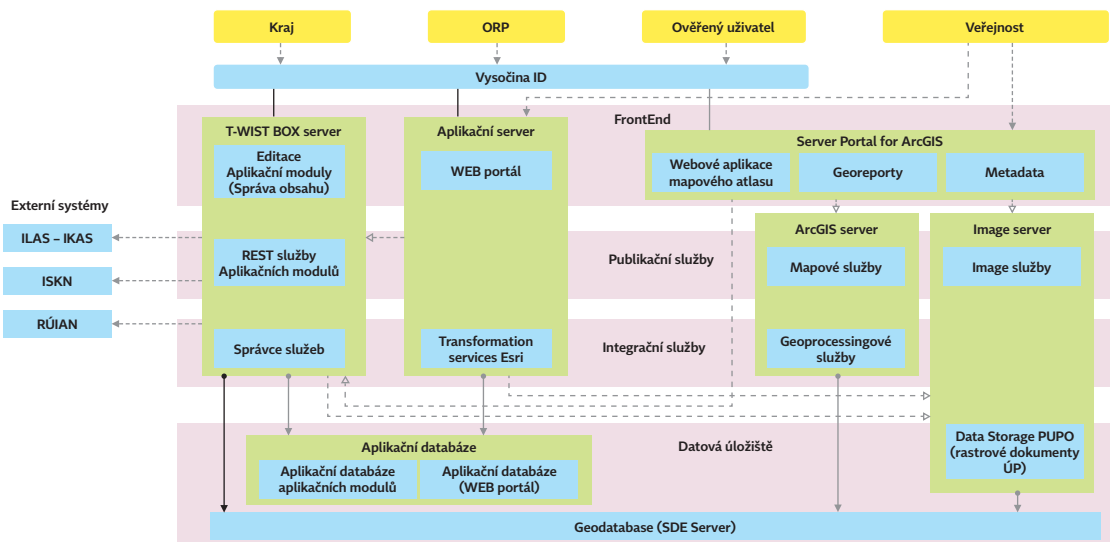 Kraj
ORP
Ověřený uživatel
Veřejnost
Vysočina ID
FrontEnd
T-WIST BOX server
Editace
Aplikační moduly
(Správa obsahu)
Aplikační server
WEB portál
Server Portal for ArcGIS
Webové aplikace
mapového atlasu
Georeporty
Metadata
Externí systémy
ILAS – IKAS
ISKN
RÚIAN
REST služby
Aplikačních modulů
Publikační služby
ArcGIS server
Mapové služby
Image server
Image služby
Správce služeb
Transformation
services Esri
Integrační služby
Geoprocessingové
služby
Aplikační databáze
Aplikační databáze
aplikačních modulů
Aplikační databáze
(WEB portál)
Datová úložiště
Data Storage PUPO
(rastrové dokumenty
ÚP)
Geodatabase (SDE Server)